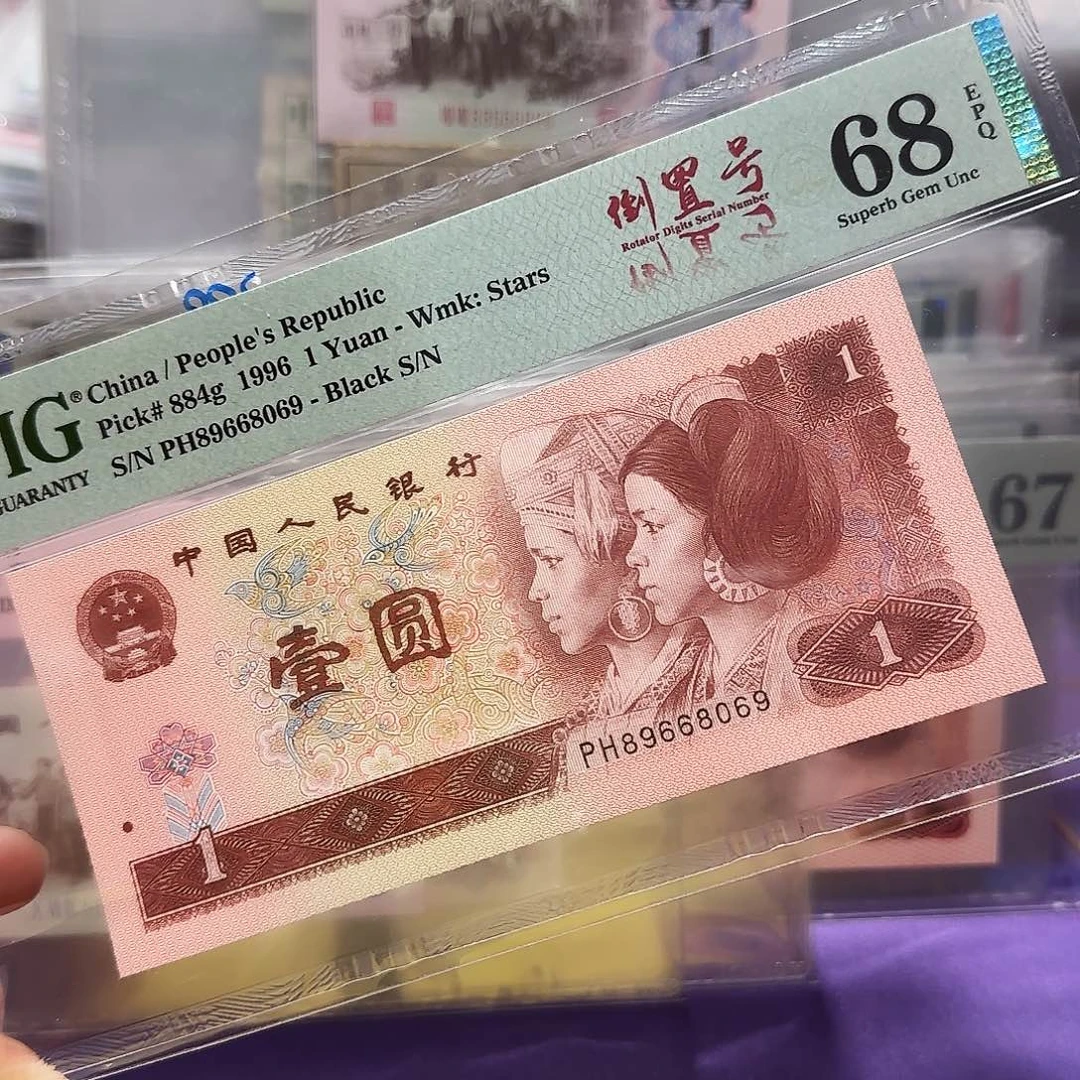 68
EPQ
Superb Gem Unc
倒置号
Rotator Digits Serial Number
China / People's Republic
Pick# 884g 1996 1 Yuan - Wmk: Stars
S/N PH89668069 - Black S/N
MG®
GUARANTY
中国人民银行
壹圆
1
1
PH89668069
1
67
1